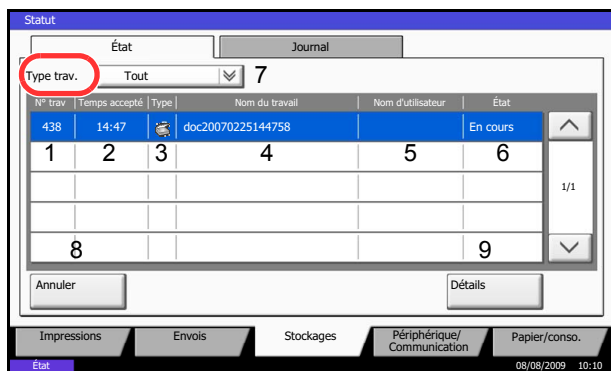 Statut
État Journal
Type trav. Tout 7
N° trav Temps accepté Type Nom du travail Nom d'utilisateur État
438 14:47 doc20070225144758 En cours
1 2 3 4 5 6
1/1
8 9
Annuler Détails
Impressions Envois Stockages Périphérique/
Communication Papier/conso.
État 08/08/2009 10:10